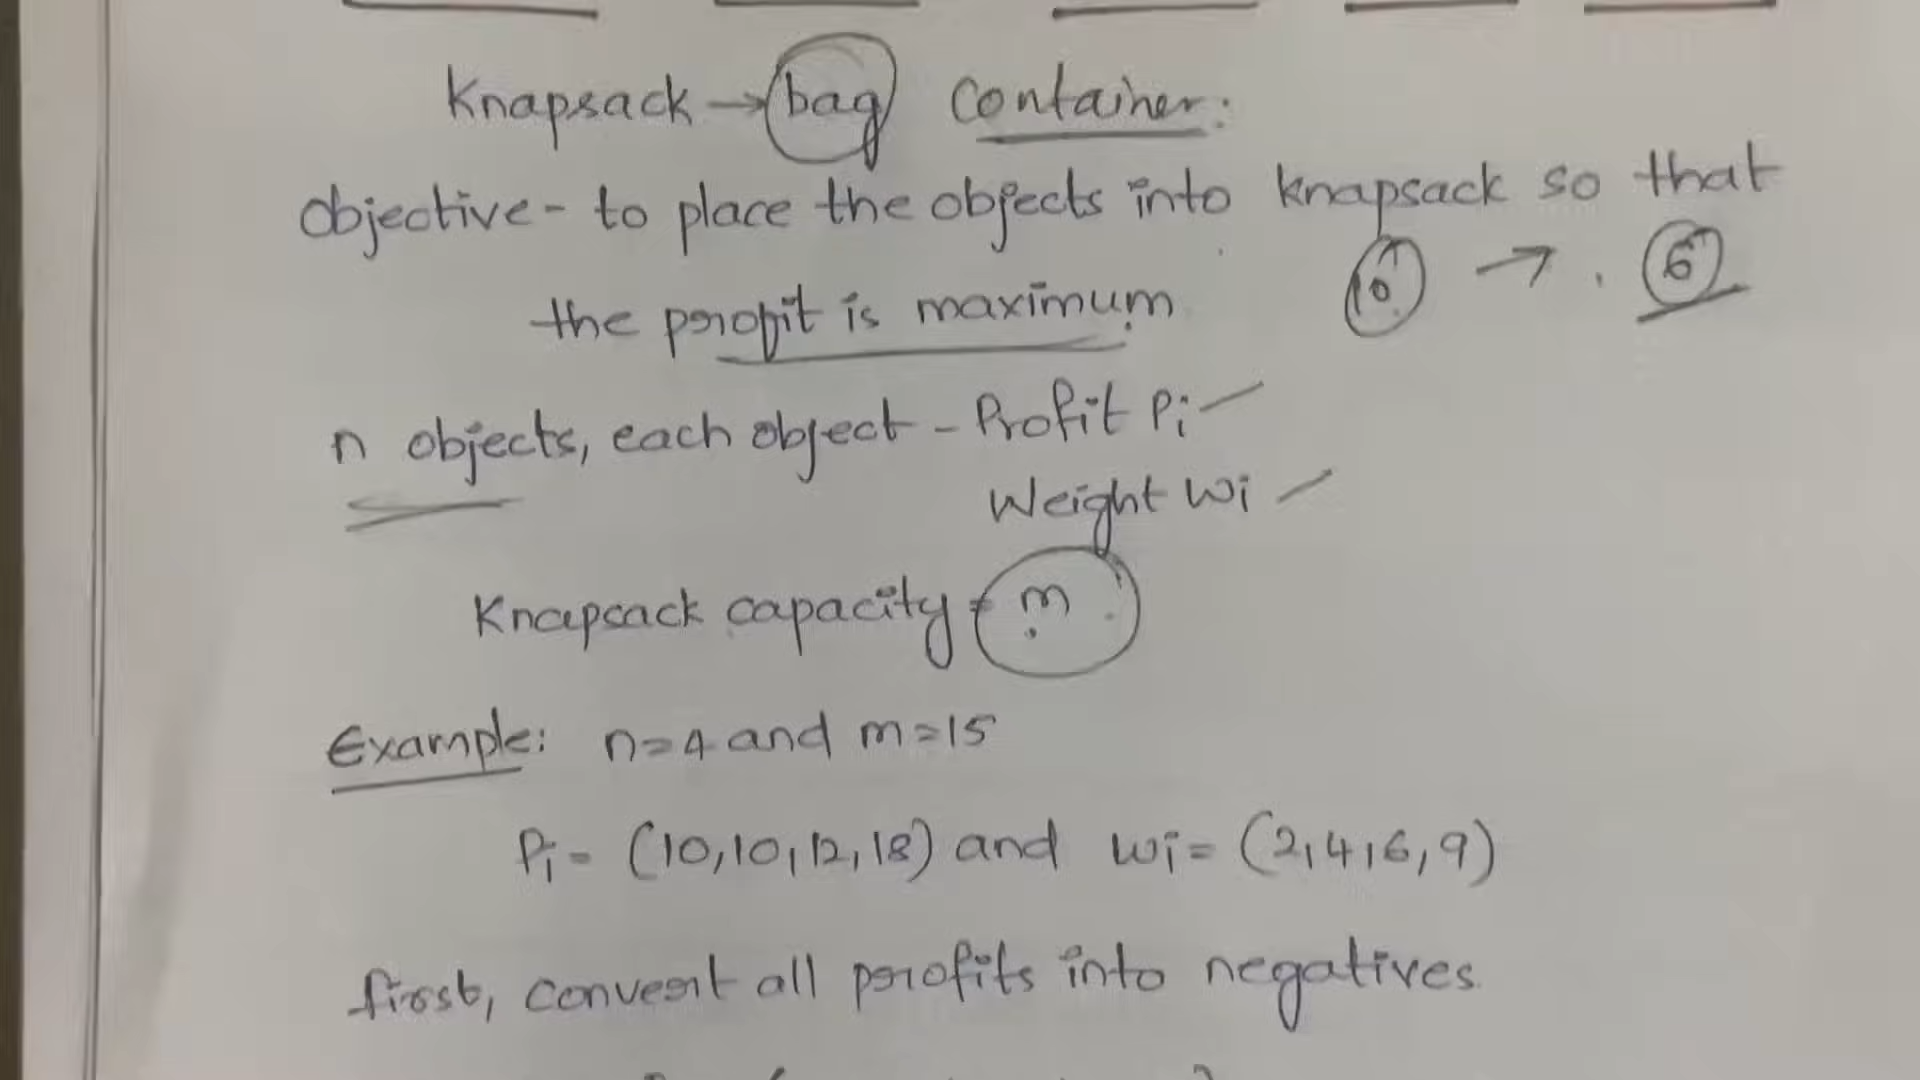 Knapsack → bag container:
objective - to place the objects into knapsack so that
the profit is maximum
10 → . 6
n objects, each object - Profit Pi
Weight Wi
Knapsack capacity = m
Example: n=4 and m=15
Pi = (10,10,12,18) and Wi = (2,4,6,9)
first, convert all profits into negatives.